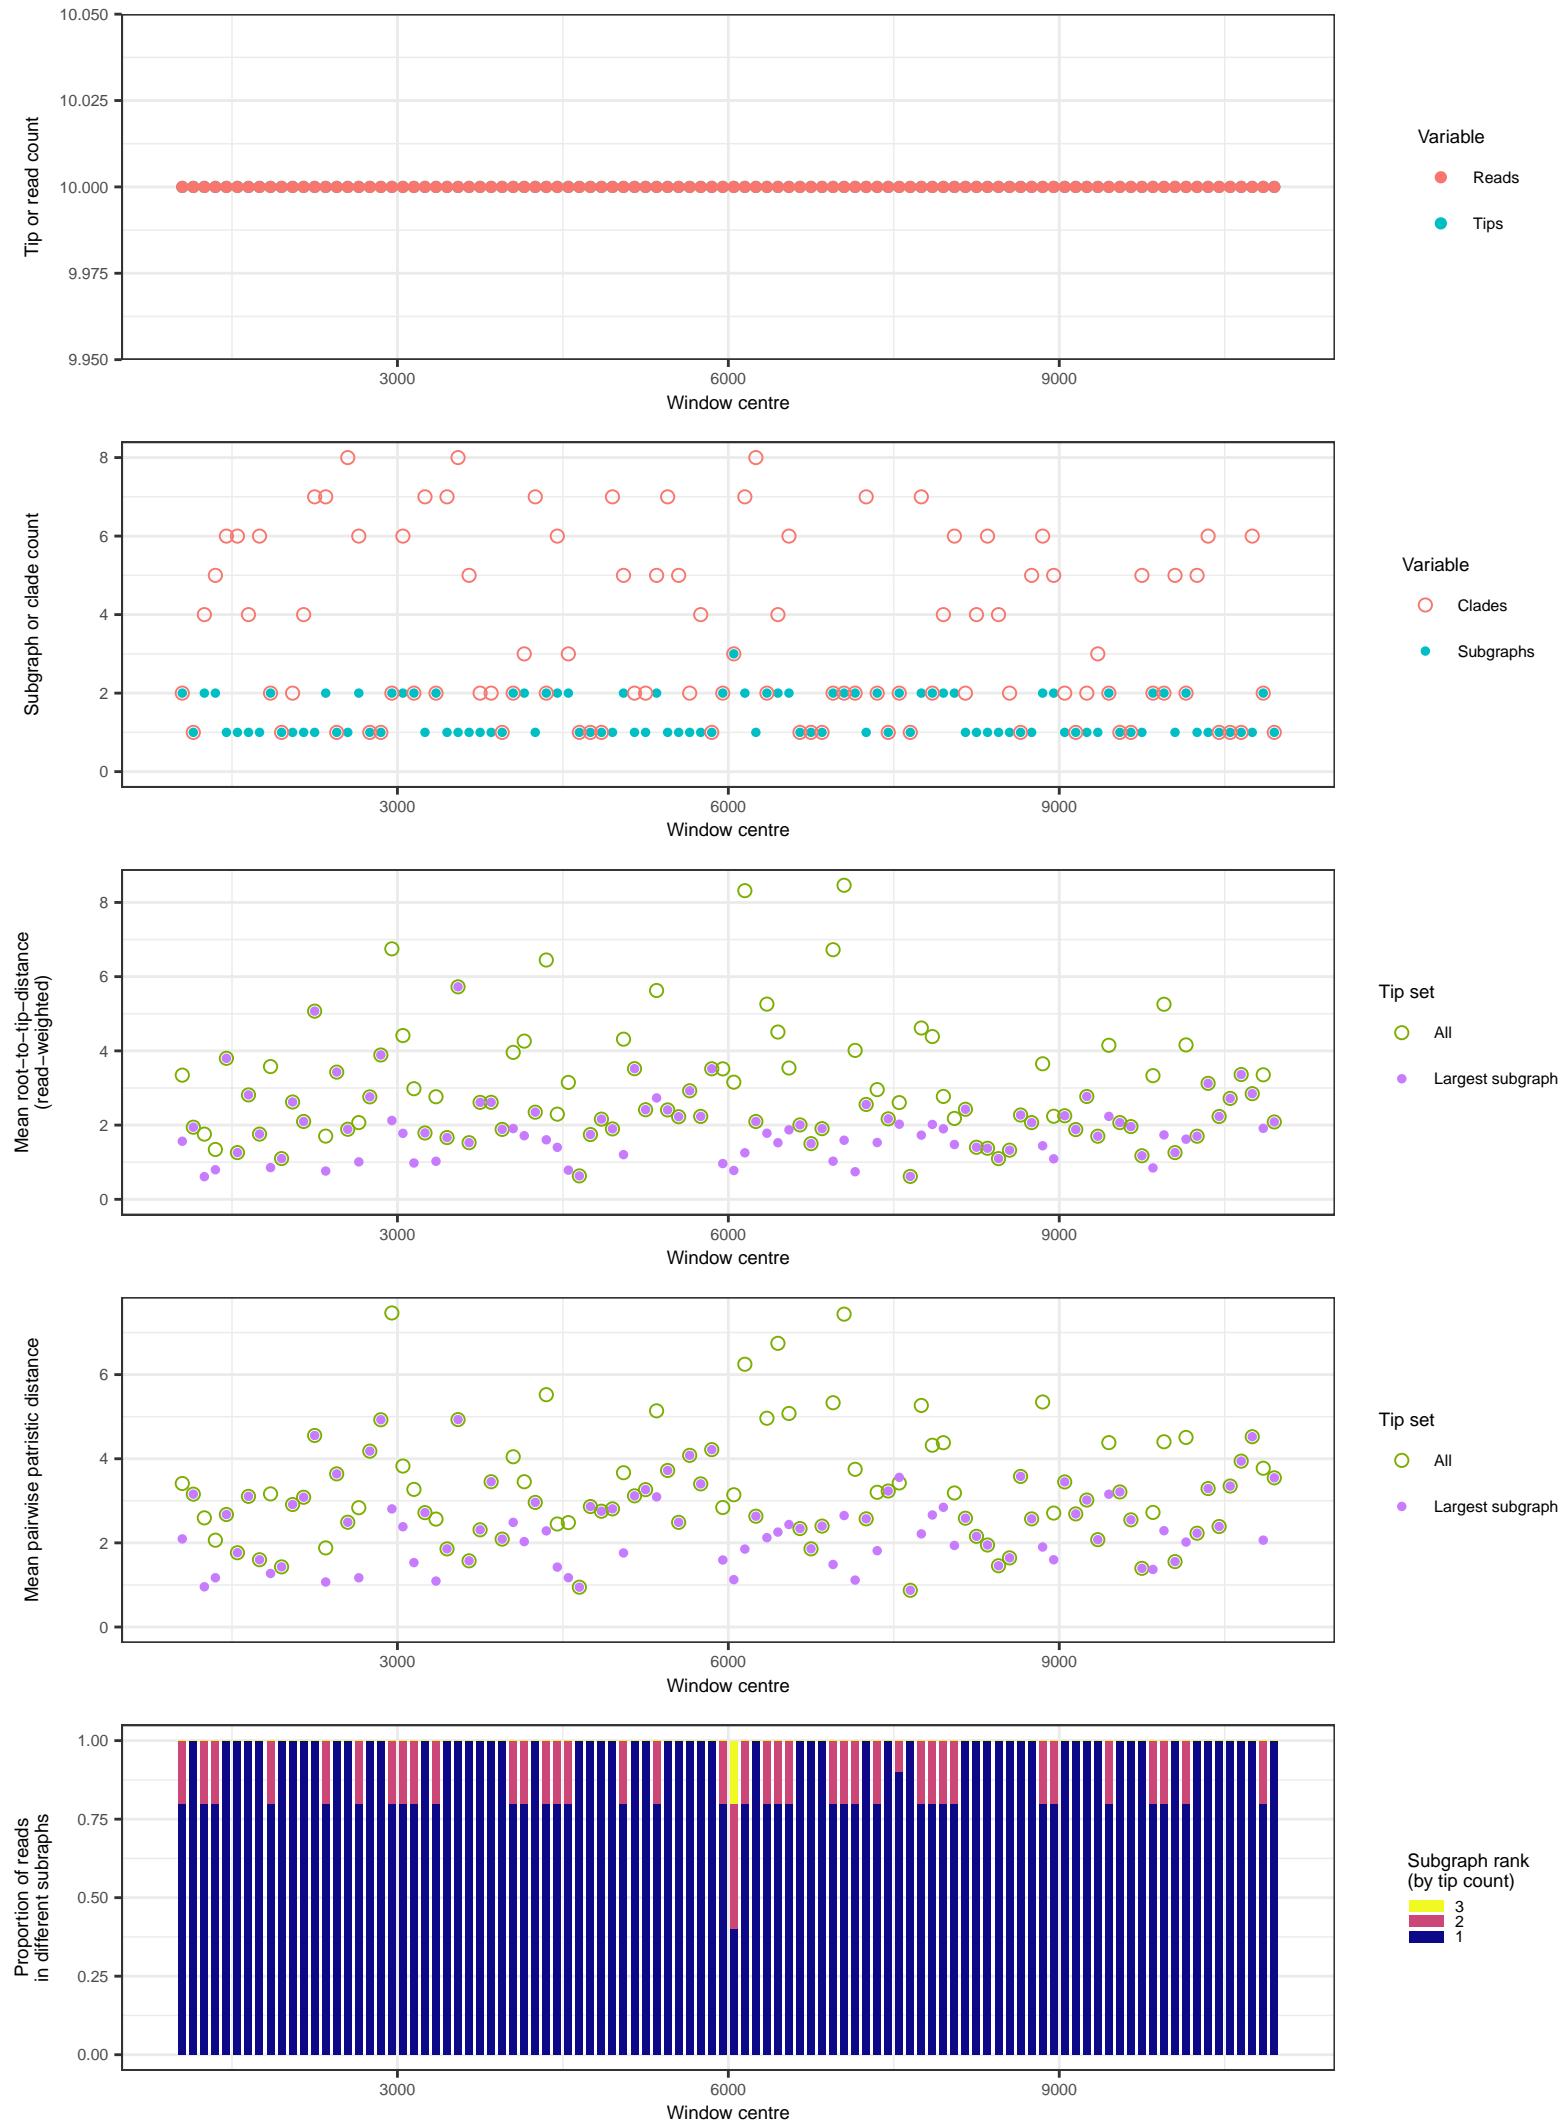 10.050
10.025
10.000
9.975
9.950
Tip or read count
3000 6000 9000
Window centre
Variable
Reads
Tips
8
6
4
2
0
Subgraph or clade count
3000 6000 9000
Window centre
Variable
Clades
Subgraphs
8
6
4
2
0
Mean root−to−tip−distance
(read−weighted)
3000 6000 9000
Window centre
Tip set
All
Largest subgraph
6
4
2
0
Mean pairwise patristic distance
3000 6000 9000
Window centre
Tip set
All
Largest subgraph
1.00
0.75
0.50
0.25
0.00
Proportion of reads
in different subraphs
3000 6000 9000
Window centre
Subgraph rank
(by tip count)
3
2
1